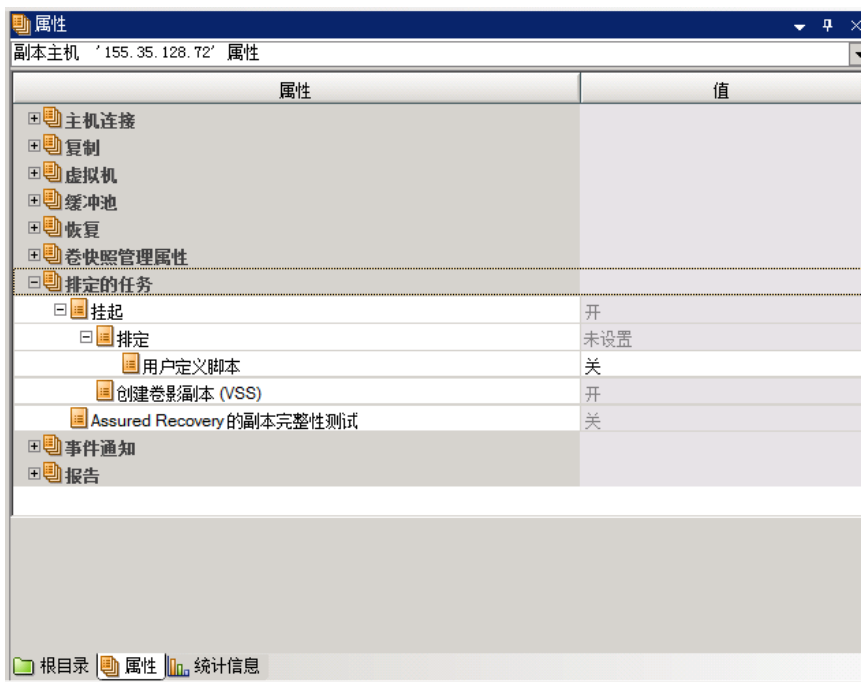 属性
副本主机 '155.35.128.72' 属性
属性 值
主机连接
复制
虚拟机
缓冲池
恢复
卷快照管理属性
排定的任务
挂起 开
排定 未设置
用户定义脚本 关
创建卷影副本 (VSS) 开
Assured Recovery 的副本完整性测试 关
事件通知
报告
根目录 属性 统计信息